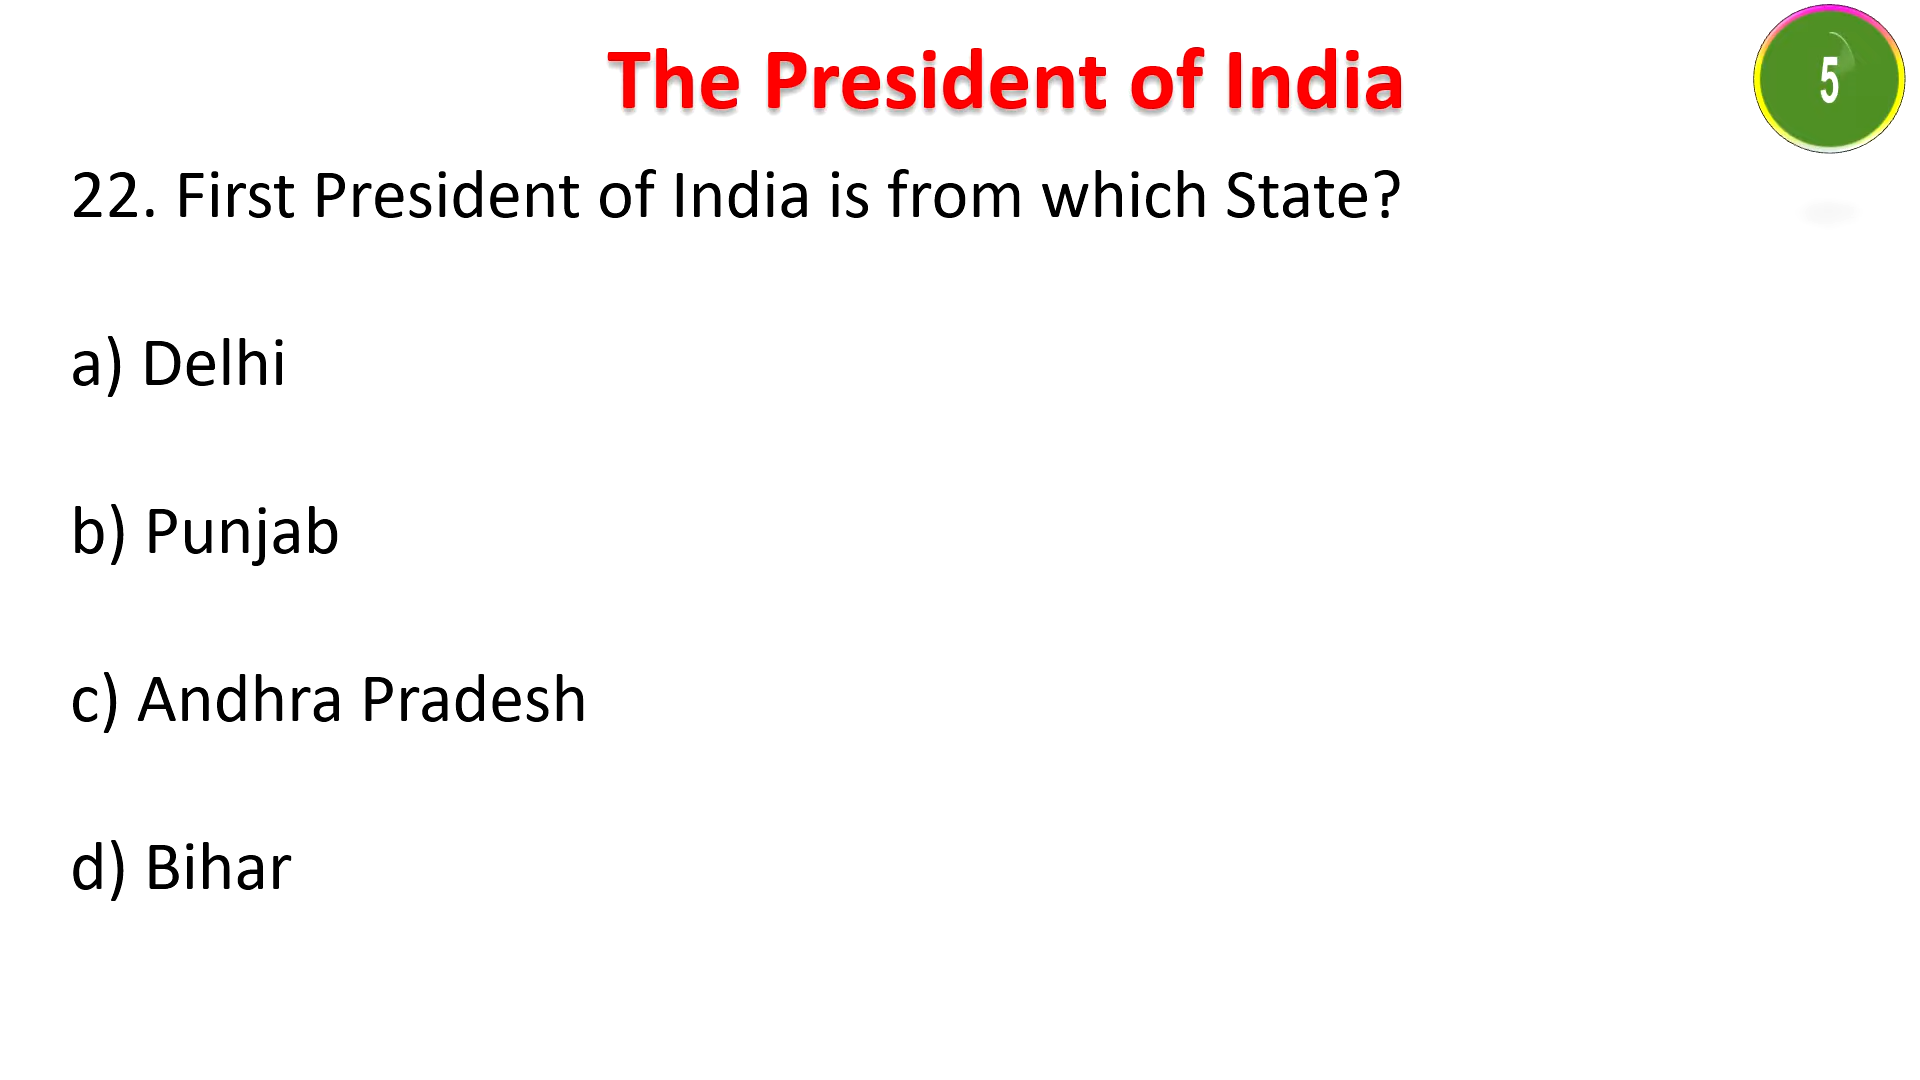 The President of India
5
22. First President of India is from which State?
a) Delhi
b) Punjab
c) Andhra Pradesh
d) Bihar